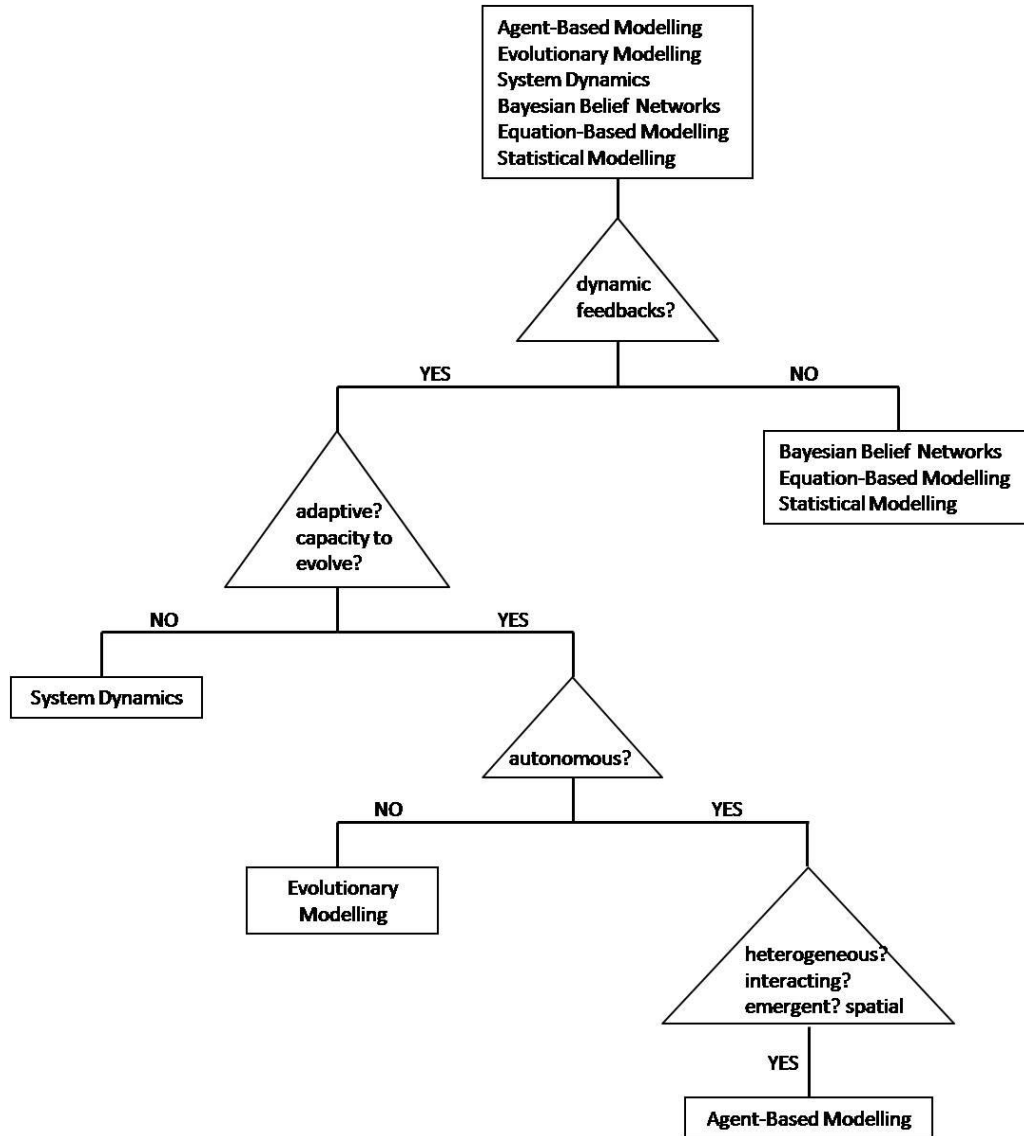 Agent-Based Modelling
Evolutionary Modelling
System Dynamics
Bayesian Belief Networks
Equation-Based Modelling
Statistical Modelling
dynamic
feedbacks?
YES
NO
Bayesian Belief Networks
Equation-Based Modelling
Statistical Modelling
adaptive?
capacity to
evolve?
NO
YES
System Dynamics
autonomous?
NO
YES
Evolutionary
Modelling
heterogeneous?
interacting?
emergent? spatial
YES
Agent-Based Modelling